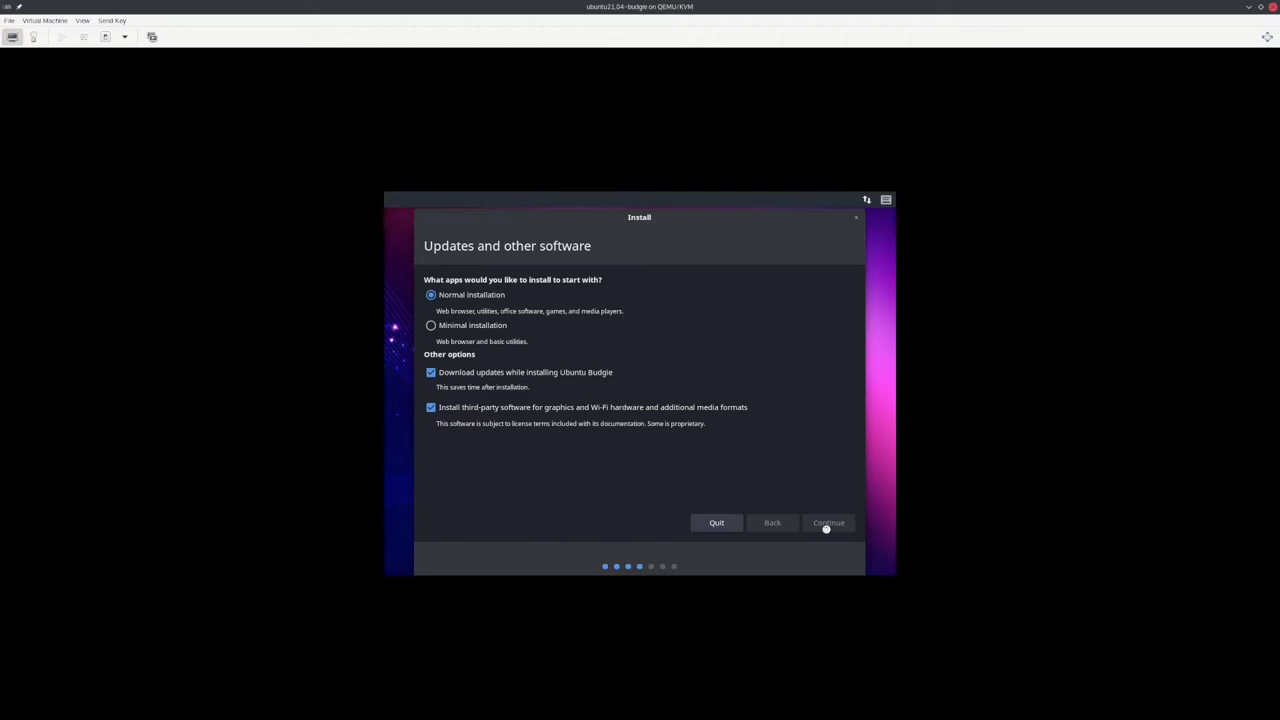 ubuntu21.04-budgie on QEMU/KVM
File Virtual Machine View Send Key
Install
Updates and other software
What apps would you like to install to start with?
Normal installation
Web browser, utilities, office software, games, and media players.
Minimal installation
Web browser and basic utilities.
Other options
Download updates while installing Ubuntu Budgie
This saves time after installation.
Install third-party software for graphics and Wi-Fi hardware and additional media formats
This software is subject to license terms included with its documentation. Some is proprietary.
Quit Back Continue